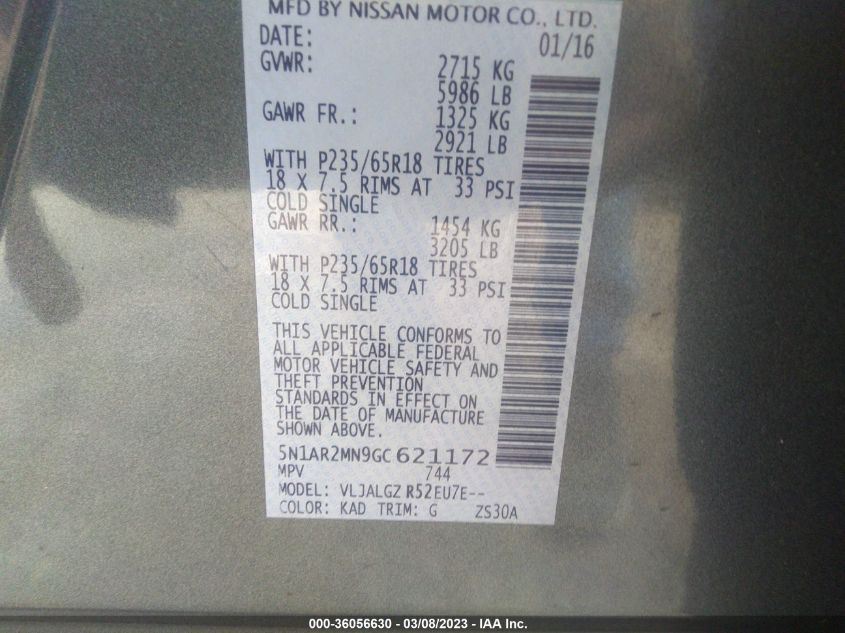 MFD BY NISSAN MOTOR CO., LTD.
DATE: 01/16
GVWR: 2715 KG
5986 LB
GAWR FR.: 1325 KG
2921 LB
WITH P235/65R18 TIRES
18 X 7.5 RIMS AT 33 PSI
COLD SINGLE
GAWR RR.: 1454 KG
3205 LB
WITH P235/65R18 TIRES
18 X 7.5 RIMS AT 33 PSI
COLD SINGLE
THIS VEHICLE CONFORMS TO
ALL APPLICABLE FEDERAL
MOTOR VEHICLE SAFETY AND
THEFT PREVENTION
STANDARDS IN EFFECT ON
THE DATE OF MANUFACTURE
SHOWN ABOVE.
5N1AR2MN9GC 621172
MPV 744
MODEL: VLJALGZ R52EU7E--
COLOR: KAD TRIM: G ZS30A
000-36056630 - 03/08/2023 - IAA Inc.